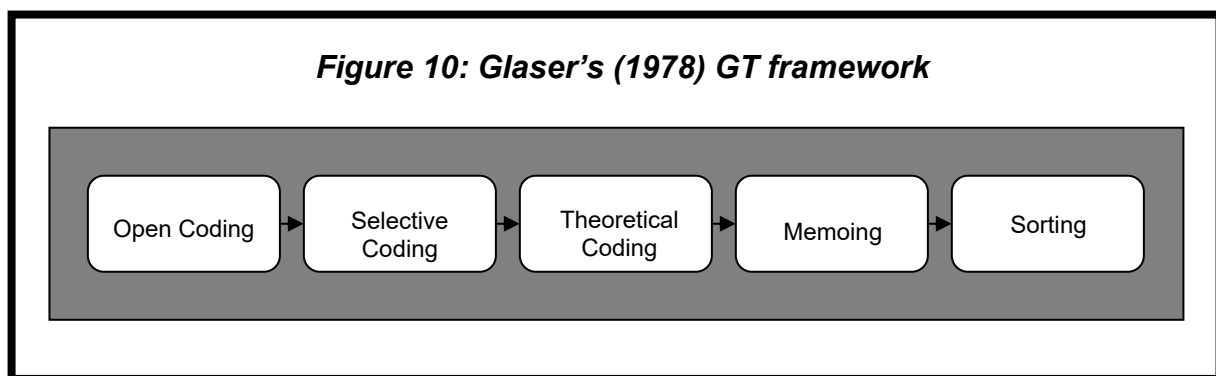 Figure 10: Glaser’s (1978) GT framework
Open Coding
Selective
Coding
Theoretical
Coding
Memoing
Sorting